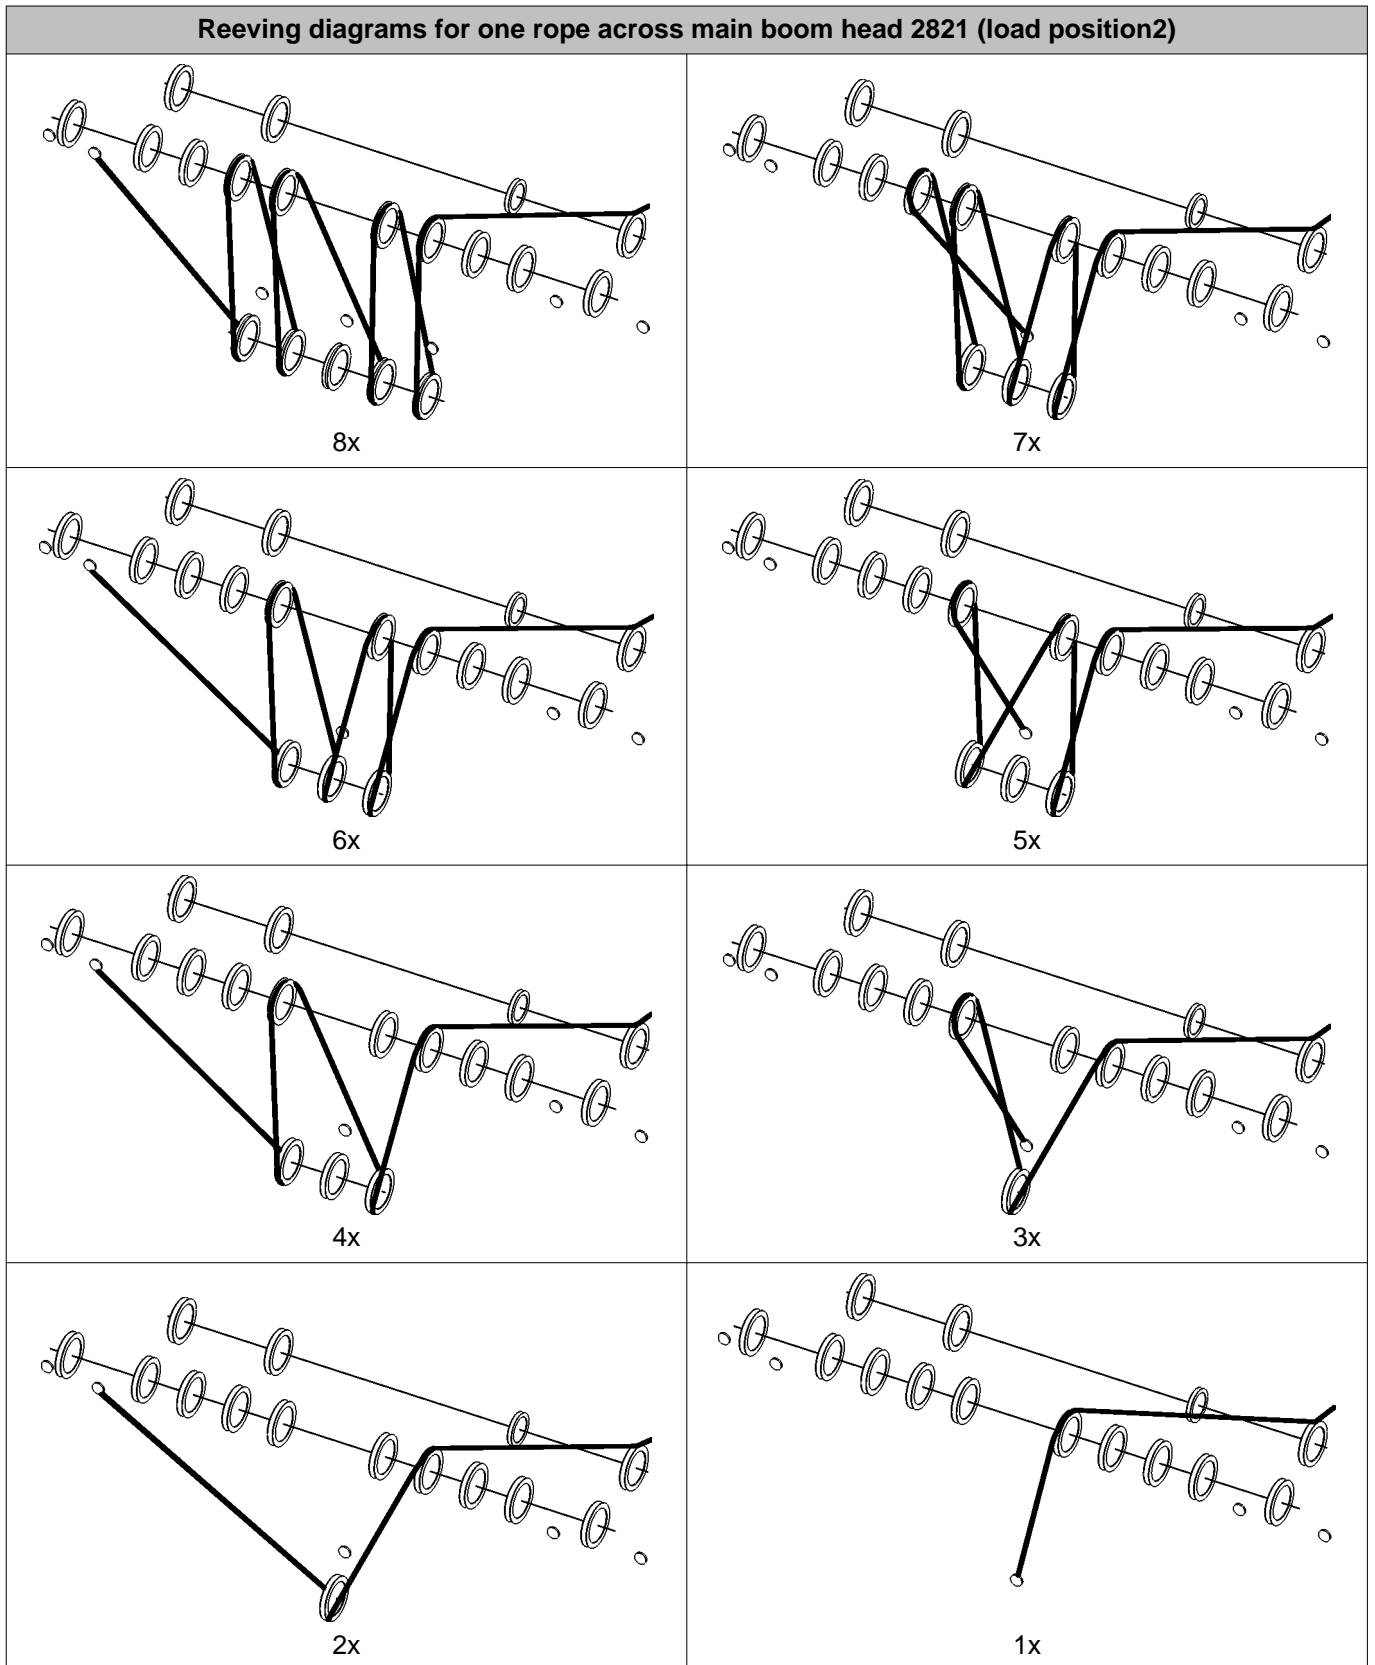 Reeving diagrams for one rope across main boom head 2821 (load position2)
8x
7x
6x
5x
4x
3x
2x
1x